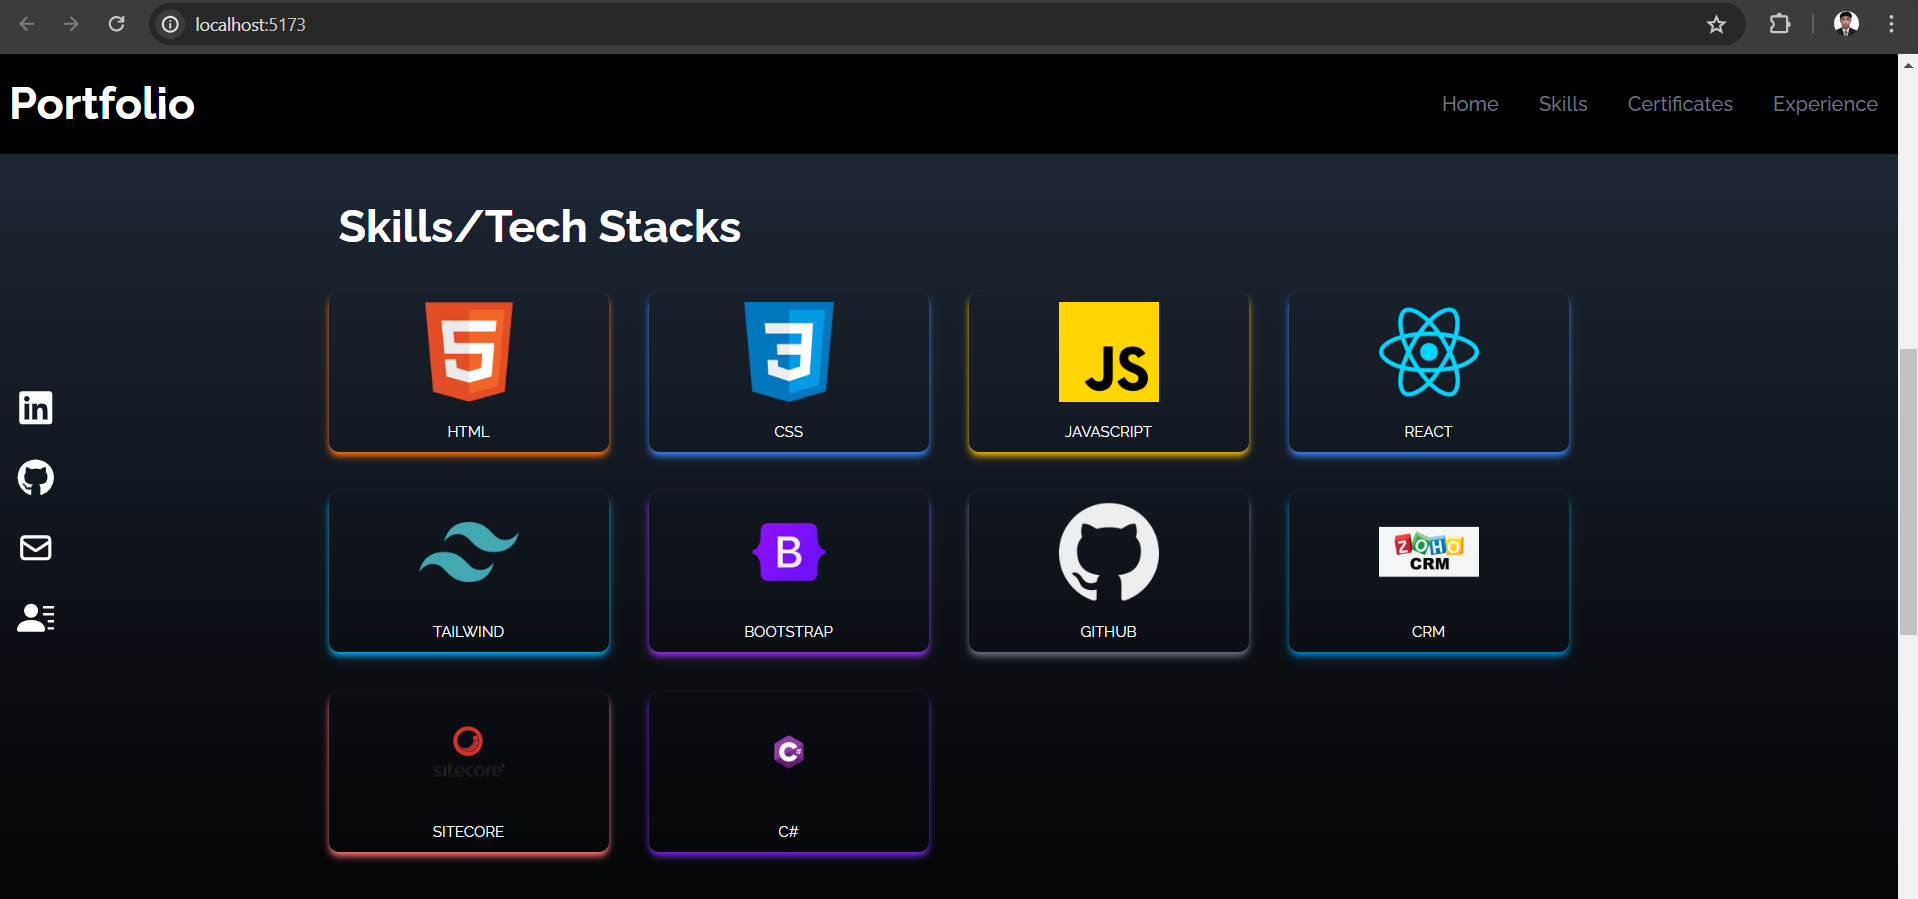 localhost:5173
Portfolio
Home Skills Certificates Experience
Skills/Tech Stacks
5 3 JS
HTML CSS JAVASCRIPT REACT
B ZOHO
CRM
TAILWIND BOOTSTRAP GITHUB CRM
sitecore C#
SITECORE C#
in